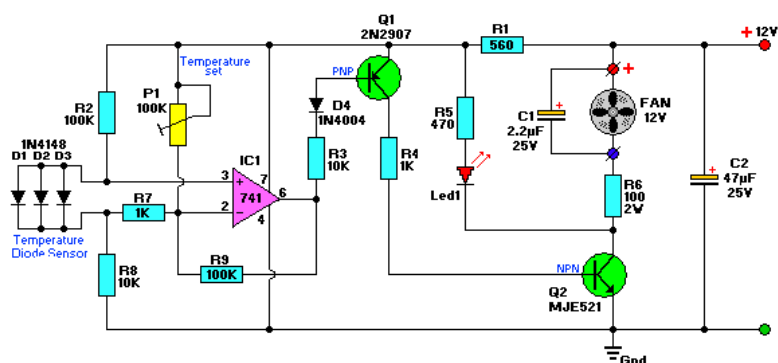 Q1
2N2907
R1
560
+ 12V
Temperature
set
PNP
P1
100K
R2
100K
D4
1N4004
R5
470
C1
2.2µF
25V
+
+
FAN
12V
1N4148
D1 D2 D3
IC1
R3
10K
R4
1K
+
C2
47µF
25V
3
+
7
741
6
2
−
4
R7
1K
Led1
R6
100
2W
Temperature
Diode Sensor
R8
10K
R9
100K
NPN
Q2
MJE521
Gnd